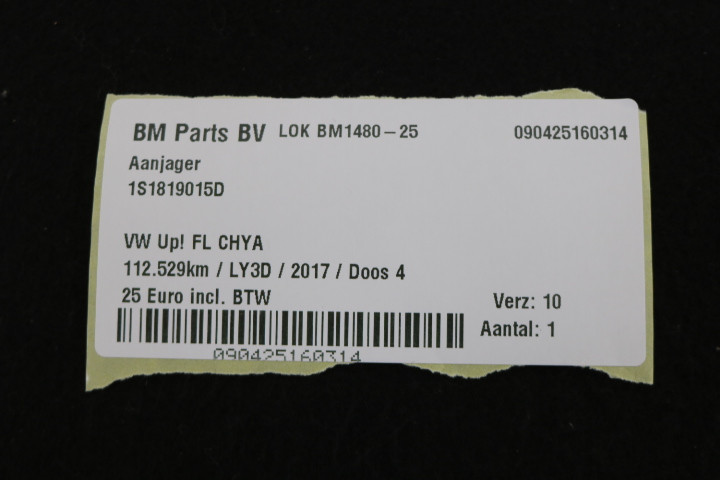 BM Parts BV LOK BM1480-25 090425160314
Aanjager
1S1819015D
VW Up! FL CHYA
112.529km / LY3D / 2017 / Doos 4
25 Euro incl. BTW Verz: 10
Aantal: 1
090425160314